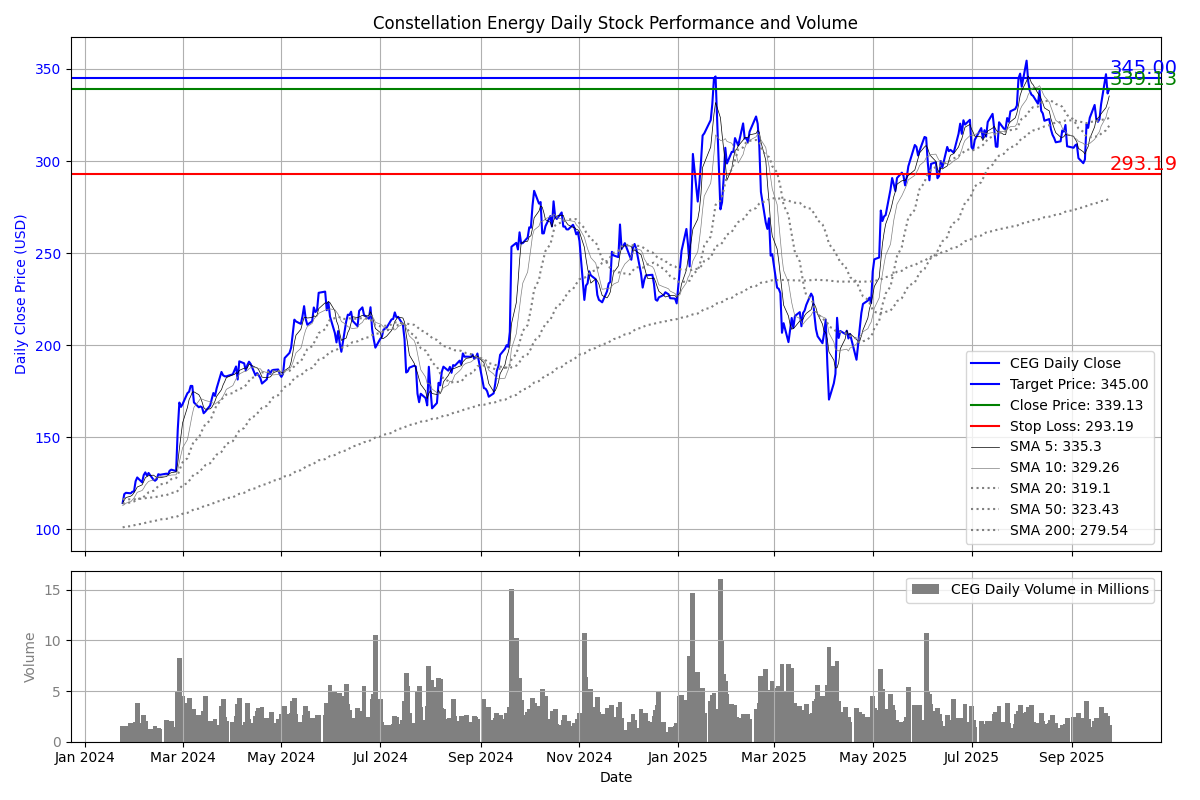 Constellation Energy Daily Stock Performance and Volume
Daily Close Price (USD)
350
300
250
200
150
100
345.00
339.13
293.19
CEG Daily Close
Target Price: 345.00
Close Price: 339.13
Stop Loss: 293.19
SMA 5: 335.3
SMA 10: 329.26
SMA 20: 319.1
SMA 50: 323.43
SMA 200: 279.54
Volume
15
10
5
0
CEG Daily Volume in Millions
Jan 2024 Mar 2024 May 2024 Jul 2024 Sep 2024 Nov 2024 Jan 2025 Mar 2025 May 2025 Jul 2025 Sep 2025
Date